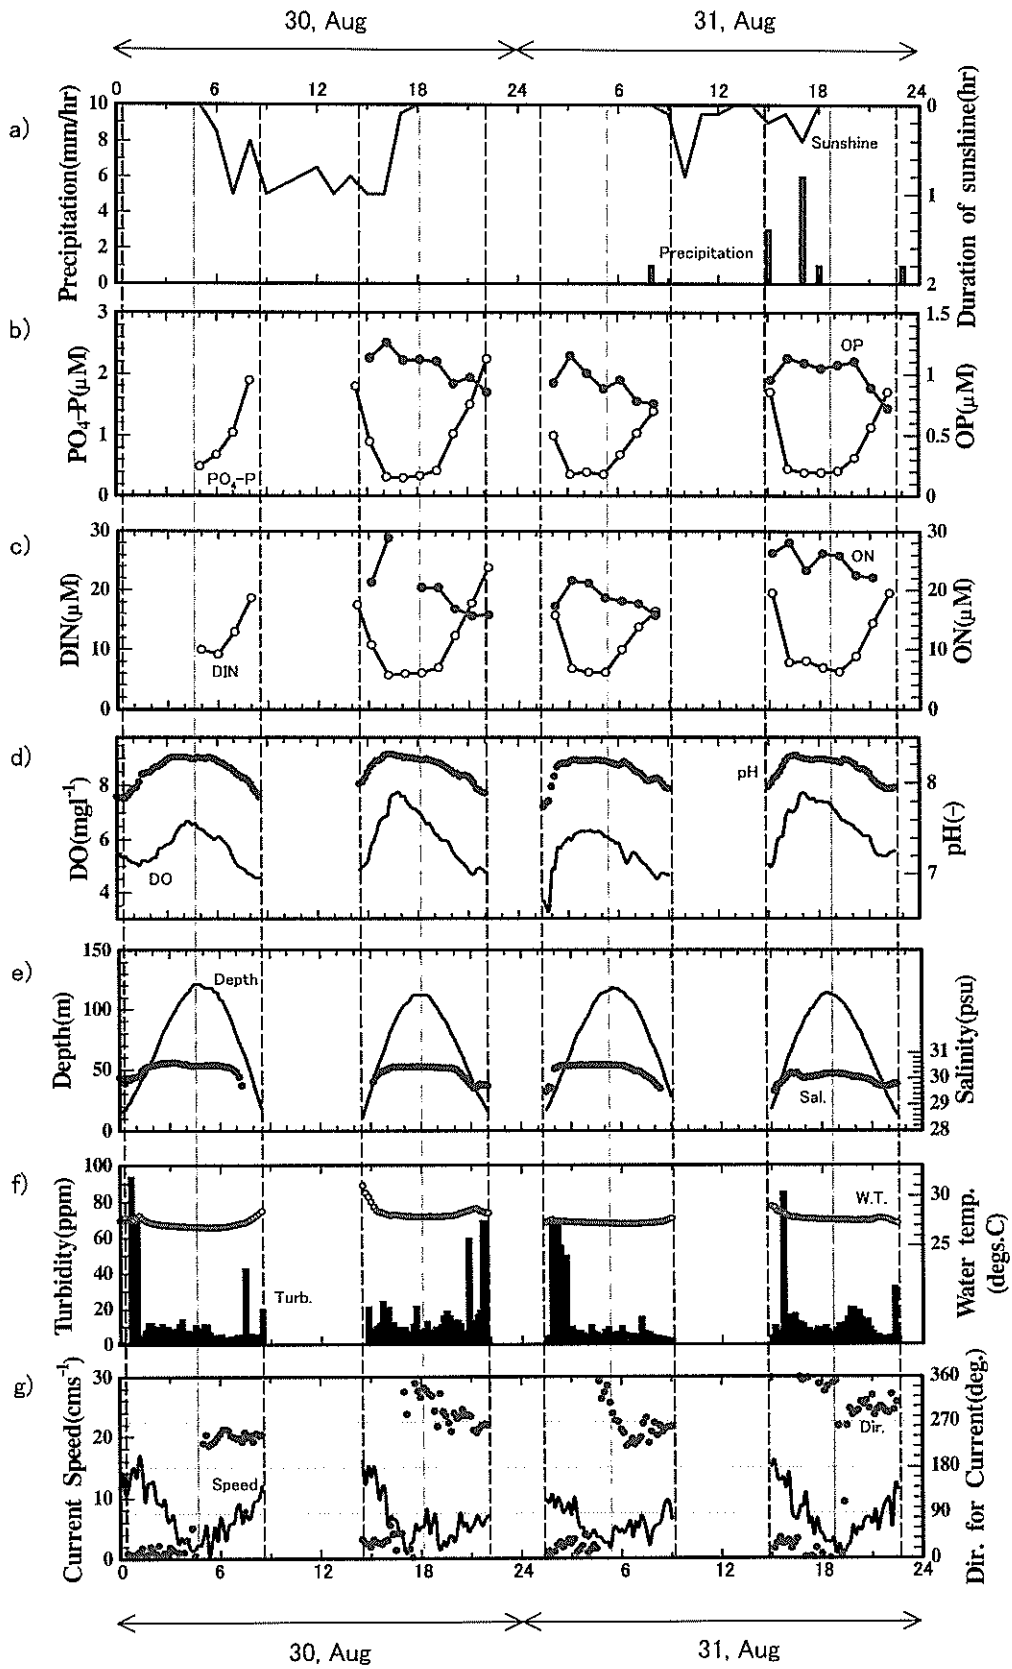 30, Aug 31, Aug
0 6 12 18 24 6 12 18 24
a)
Precipitation(mm/hr)
10
8
6
4
2
0
Sunshine
Precipitation
0
1
2
Duration of sunshine(hr)
b)
PO₄-P(μM)
3
2
1
0
OP
PO₄-P
1.5
1
0.5
0
OP(μM)
c)
DIN(μM)
30
20
10
0
ON
DIN
30
20
10
0
ON(μM)
d)
DO(mgl⁻¹)
8
6
4
pH
DO
8
7
pH(-)
e)
Depth(m)
150
100
50
0
Depth
Sal.
31
30
29
28
Salinity(psu)
f)
Turbidity(ppm)
100
80
60
40
20
0
W.T.
Turb.
30
25
Water temp.
(degs.C)
g)
Current Speed(cms⁻¹)
30
20
10
0
Dir.
Speed
360
270
180
90
0
Dir. for Current(deg.)
0 6 12 18 24 6 12 18 24
30, Aug 31, Aug